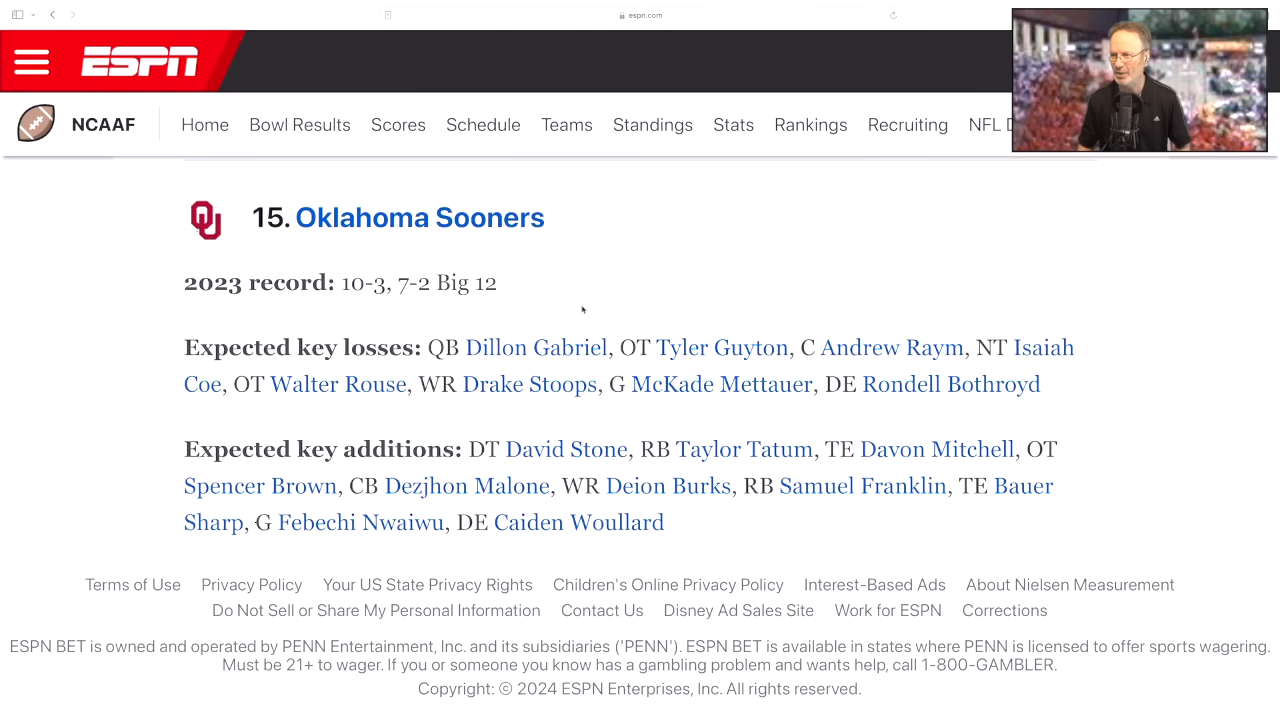 espn.com
ESPN
NCAAF Home Bowl Results Scores Schedule Teams Standings Stats Rankings Recruiting NFL
OU 15. Oklahoma Sooners
2023 record: 10-3, 7-2 Big 12
Expected key losses: QB Dillon Gabriel, OT Tyler Guyton, C Andrew Raym, NT Isaiah
Coe, OT Walter Rouse, WR Drake Stoops, G McKade Mettauer, DE Rondell Bothroyd
Expected key additions: DT David Stone, RB Taylor Tatum, TE Davon Mitchell, OT
Spencer Brown, CB Dezjhon Malone, WR Deion Burks, RB Samuel Franklin, TE Bauer
Sharp, G Febechi Nwaiwu, DE Caiden Woullard
Terms of Use Privacy Policy Your US State Privacy Rights Children's Online Privacy Policy Interest-Based Ads About Nielsen Measurement
Do Not Sell or Share My Personal Information Contact Us Disney Ad Sales Site Work for ESPN Corrections
ESPN BET is owned and operated by PENN Entertainment, Inc. and its subsidiaries ('PENN'). ESPN BET is available in states where PENN is licensed to offer sports wagering.
Must be 21+ to wager. If you or someone you know has a gambling problem and wants help, call 1-800-GAMBLER.
Copyright: © 2024 ESPN Enterprises, Inc. All rights reserved.